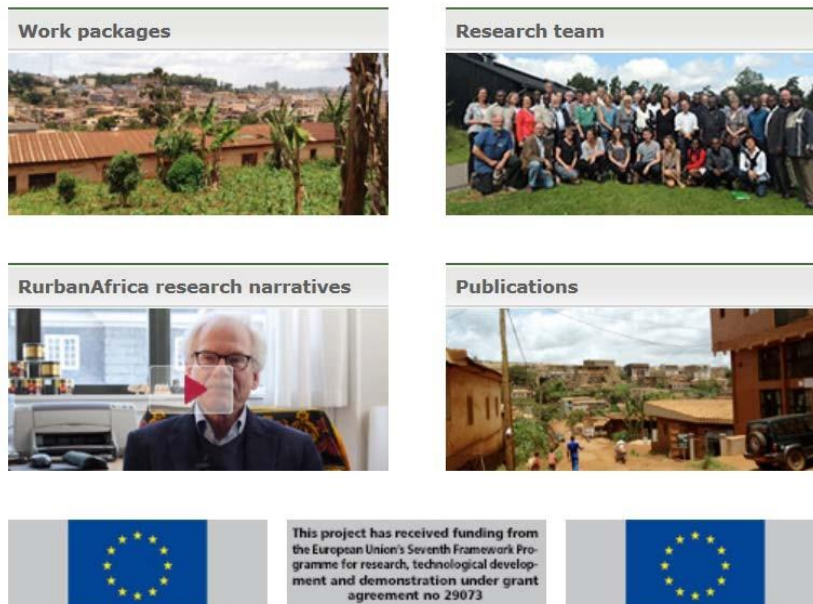 Work packages
Research team
RurbanAfrica research narratives
Publications
This project has received funding from
the European Union's Seventh Framework Pro-
gramme for research, technological develop-
ment and demonstration under grant
agreement no 29073